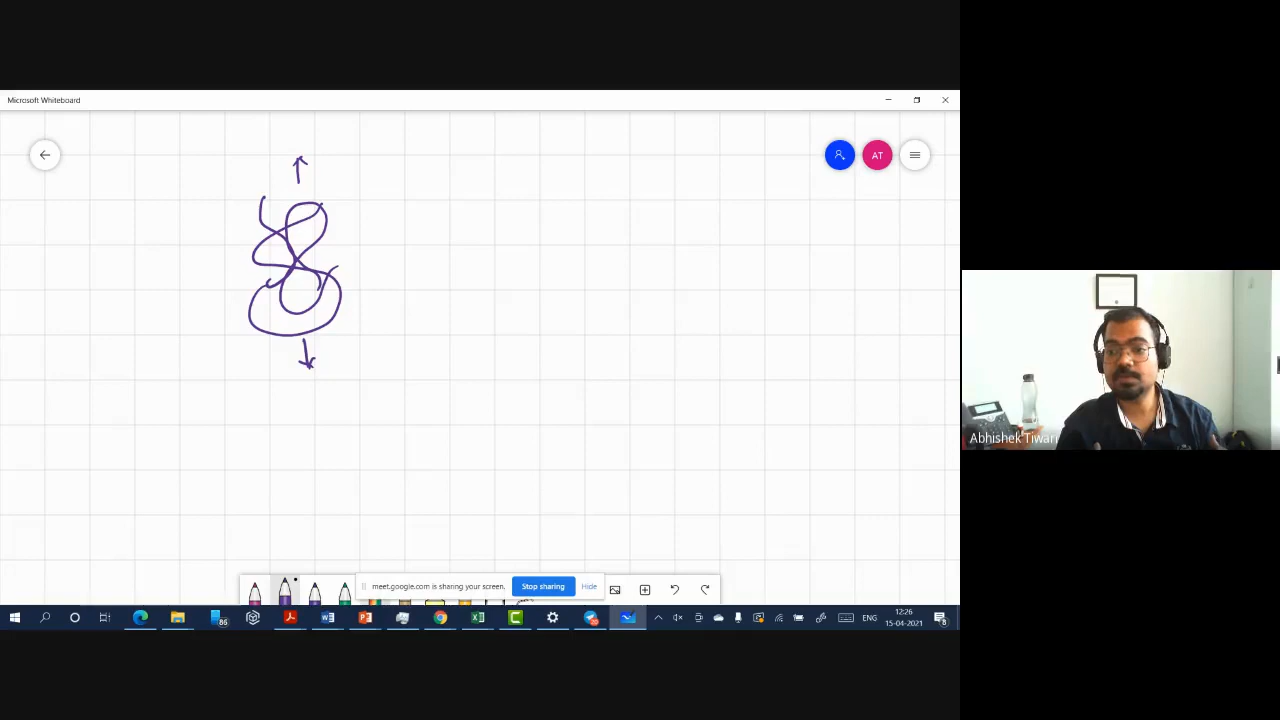 Microsoft Whiteboard
AT
Abhishek Tiwari
meet.google.com is sharing your screen.
Stop sharing
Hide
86
ENG
12:26
15-04-2021